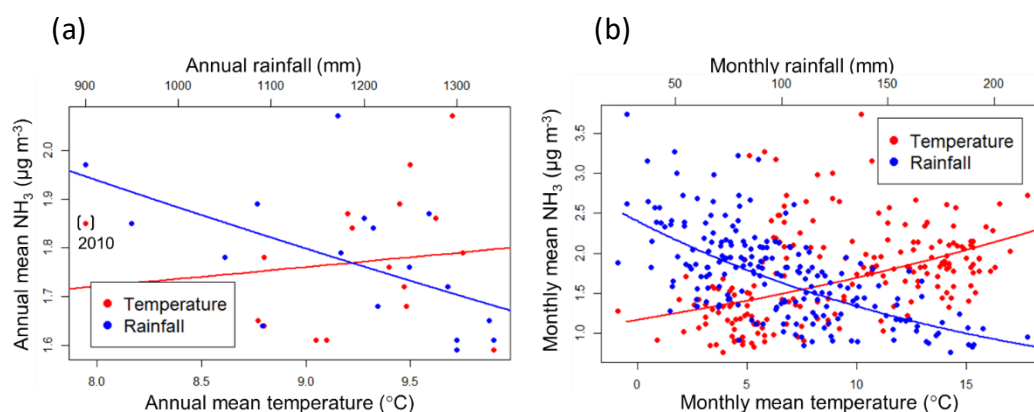 (a)
Annual rainfall (mm)
900 1000 1100 1200 1300
Annual mean NH₃ (µg m⁻³)
2.0
1.9
1.8
1.7
1.6
[ ]
2010
Temperature
Rainfall
8.0 8.5 9.0 9.5
Annual mean temperature (°C)
(b)
Monthly rainfall (mm)
50 100 150 200
Monthly mean NH₃ (µg m⁻³)
3.5
3.0
2.5
2.0
1.5
1.0
Temperature
Rainfall
0 5 10 15
Monthly mean temperature (°C)